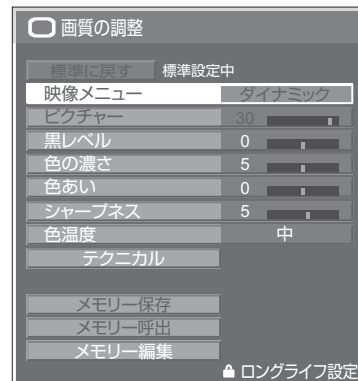 画質の調整
標準に戻す 標準設定中
映像メニュー ダイナミック
ピクチャー 30
黒レベル 0
色の濃さ 5
色あい 0
シャープネス 5
色温度 中
テクニカル
メモリー保存
メモリー呼出
メモリー編集
ロングライフ設定